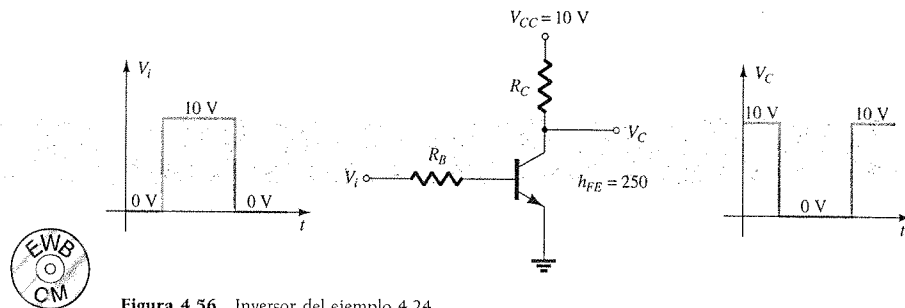 V_CC = 10 V
V_i
10 V
0 V
0 V
t
R_C
V_C
R_B
V_i
h_FE = 250
V_C
10 V
10 V
0 V
t
EWB
OM
Figura 4.56 Inversor del ejemplo 4.24.